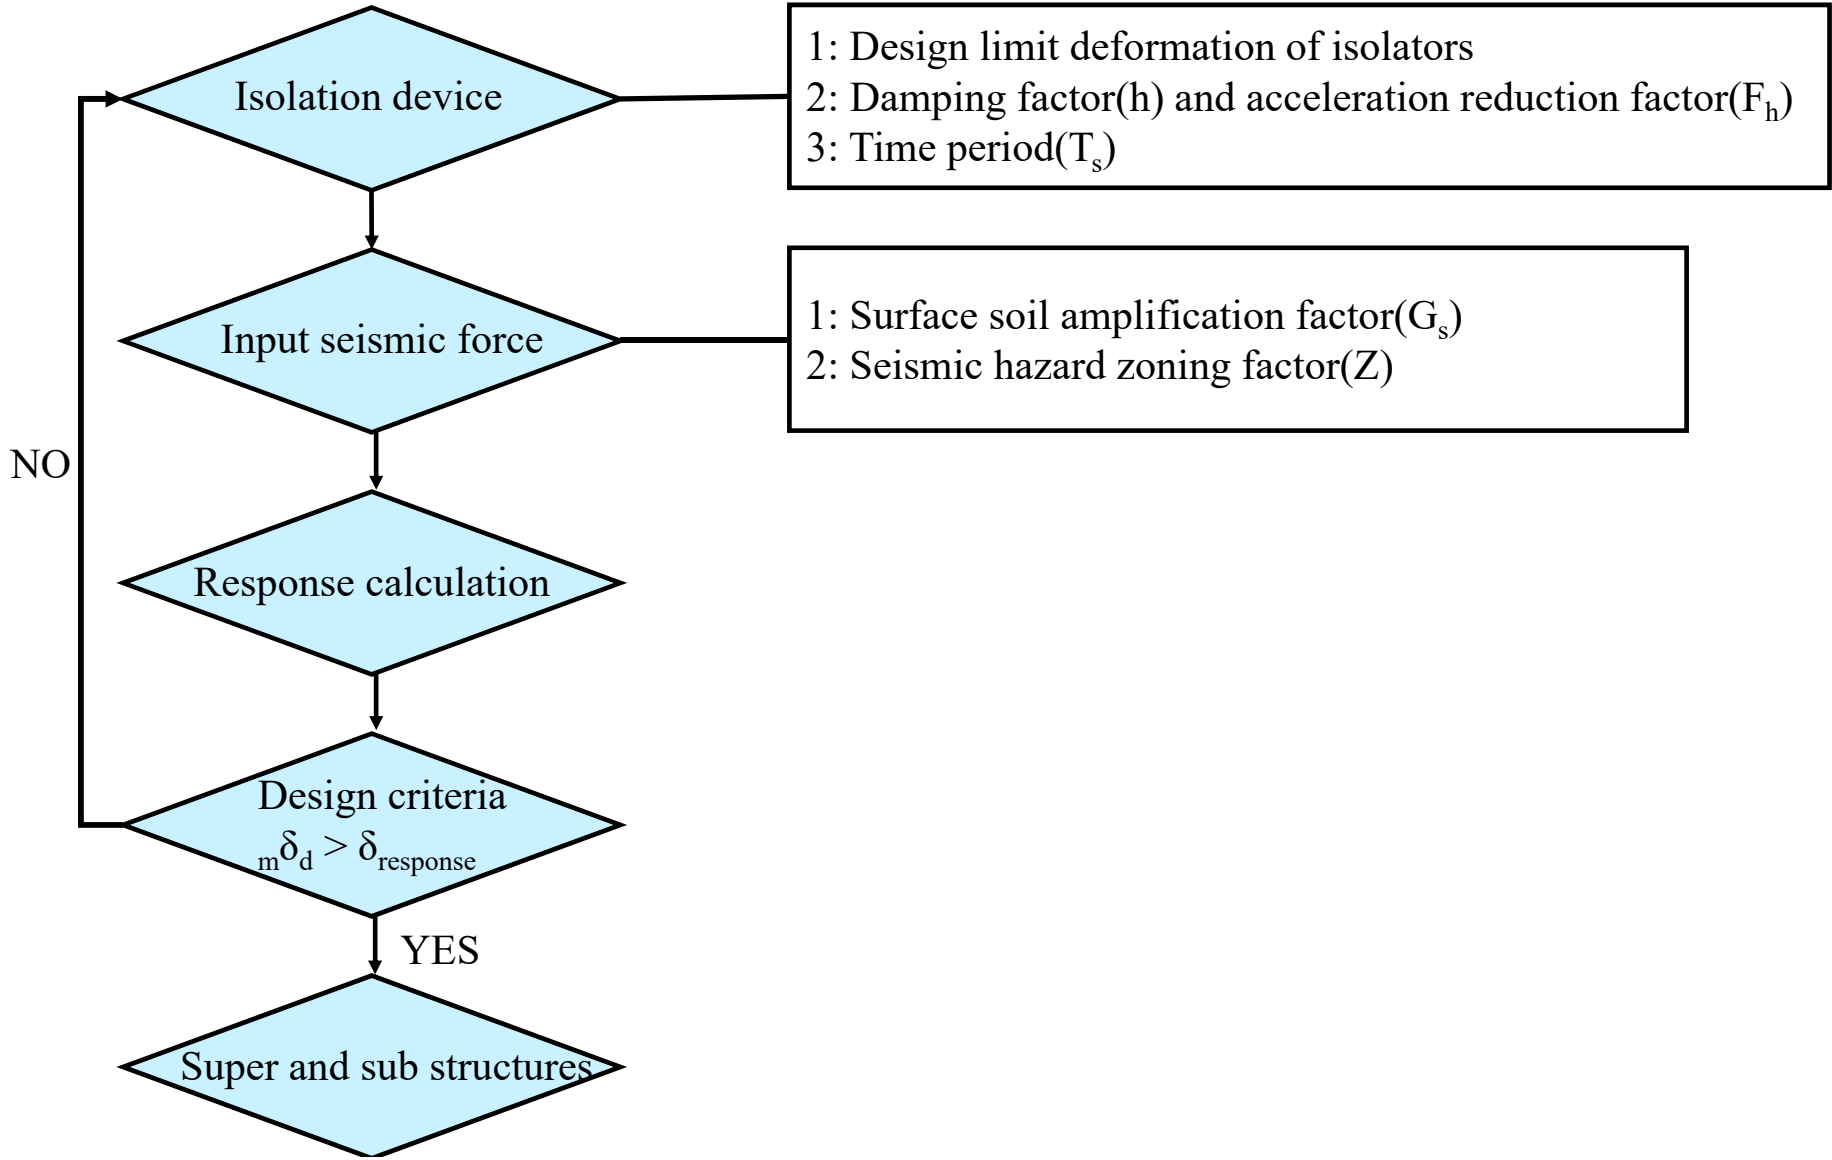 Isolation device
1: Design limit deformation of isolators
2: Damping factor(h) and acceleration reduction factor(Fh)
3: Time period(Ts)
Input seismic force
1: Surface soil amplification factor(Gs)
2: Seismic hazard zoning factor(Z)
NO
Response calculation
Design criteria
mδd > δresponse
YES
Super and sub structures